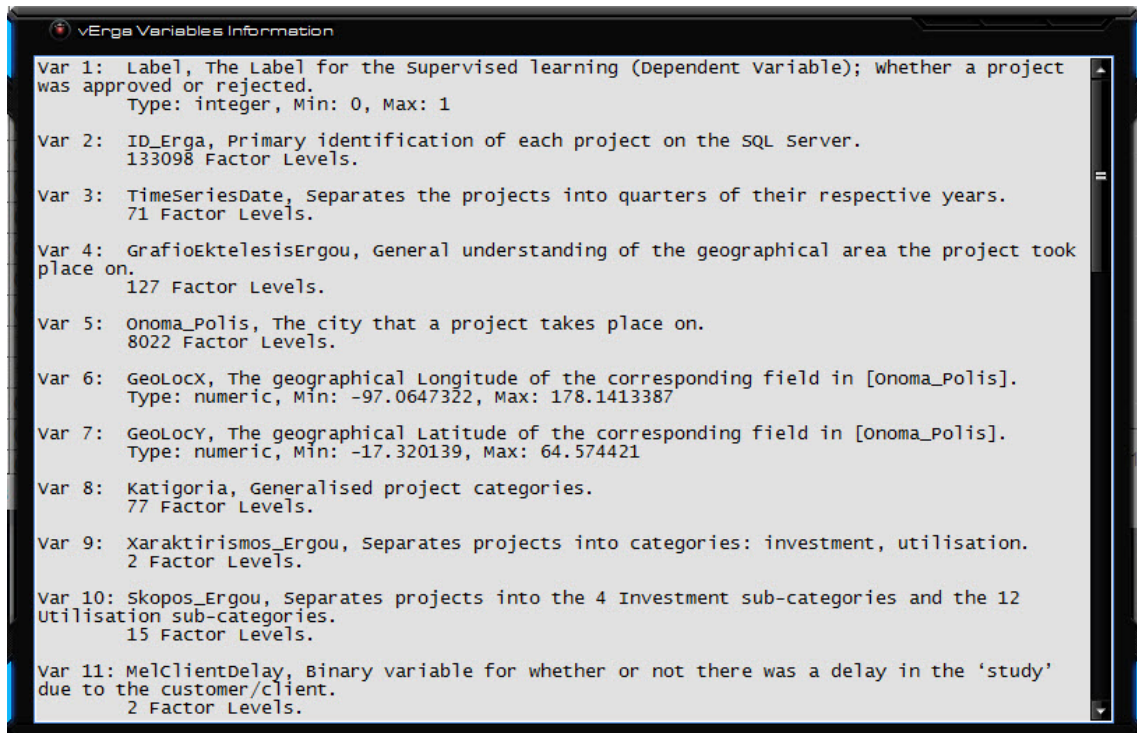 vErga Variables Information
Var 1:  Label, The Label for the Supervised learning (Dependent Variable); Whether a project
was approved or rejected.
Type: integer, Min: 0, Max: 1
Var 2:  ID_Erga, Primary identification of each project on the SQL Server.
133098 Factor Levels.
Var 3:  TimeSeriesDate, Separates the projects into quarters of their respective years.
71 Factor Levels.
Var 4:  GrafioEktelesisErgou, General understanding of the geographical area the project took
place on.
127 Factor Levels.
Var 5:  Onoma_Polis, The city that a project takes place on.
8022 Factor Levels.
Var 6:  GeoLocX, The geographical Longitude of the corresponding field in [Onoma_Polis].
Type: numeric, Min: -97.0647322, Max: 178.1413387
Var 7:  GeoLocY, The geographical Latitude of the corresponding field in [Onoma_Polis].
Type: numeric, Min: -17.320139, Max: 64.574421
Var 8:  Katigoria, Generalised project categories.
77 Factor Levels.
Var 9:  Xaraktirismos_Ergou, Separates projects into categories: investment, utilisation.
2 Factor Levels.
Var 10: Skopos_Ergou, Separates projects into the 4 Investment sub-categories and the 12
Utilisation sub-categories.
15 Factor Levels.
Var 11: MelClientDelay, Binary variable for whether or not there was a delay in the ‘study’
due to the customer/client.
2 Factor Levels.